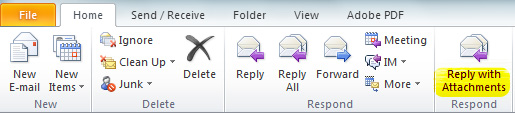 File Home Send / Receive Folder View Adobe PDF
New E-mail
New Items
New
Ignore
Clean Up
Junk
Delete
Delete
Reply
Reply All
Forward
Meeting
IM
More
Respond
Reply with Attachments
Respond